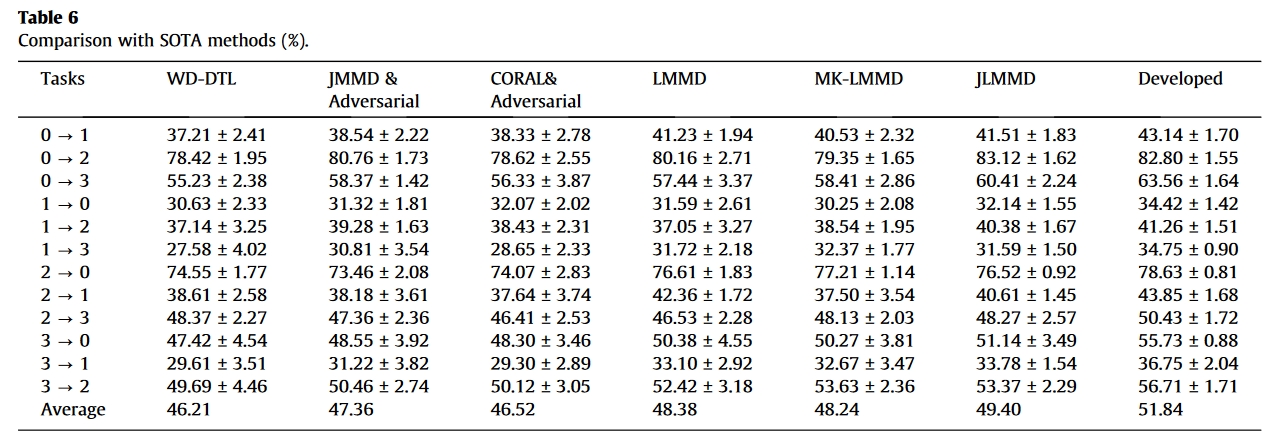 Table 6
Comparison with SOTA methods (%).
Tasks WD-DTL JMMD & Adversarial CORAL& Adversarial LMMD MK-LMMD JLMMD Developed
0 → 1 37.21 ± 2.41 38.54 ± 2.22 38.33 ± 2.78 41.23 ± 1.94 40.53 ± 2.32 41.51 ± 1.83 43.14 ± 1.70
0 → 2 78.42 ± 1.95 80.76 ± 1.73 78.62 ± 2.55 80.16 ± 2.71 79.35 ± 1.65 83.12 ± 1.62 82.80 ± 1.55
0 → 3 55.23 ± 2.38 58.37 ± 1.42 56.33 ± 3.87 57.44 ± 3.37 58.41 ± 2.86 60.41 ± 2.24 63.56 ± 1.64
1 → 0 30.63 ± 2.33 31.32 ± 1.81 32.07 ± 2.02 31.59 ± 2.61 30.25 ± 2.08 32.14 ± 1.55 34.42 ± 1.42
1 → 2 37.14 ± 3.25 39.28 ± 1.63 38.43 ± 2.31 37.05 ± 3.27 38.54 ± 1.95 40.38 ± 1.67 41.26 ± 1.51
1 → 3 27.58 ± 4.02 30.81 ± 3.54 28.65 ± 2.33 31.72 ± 2.18 32.37 ± 1.77 31.59 ± 1.50 34.75 ± 0.90
2 → 0 74.55 ± 1.77 73.46 ± 2.08 74.07 ± 2.83 76.61 ± 1.83 77.21 ± 1.14 76.52 ± 0.92 78.63 ± 0.81
2 → 1 38.61 ± 2.58 38.18 ± 3.61 37.64 ± 3.74 42.36 ± 1.72 37.50 ± 3.54 40.61 ± 1.45 43.85 ± 1.68
2 → 3 48.37 ± 2.27 47.36 ± 2.36 46.41 ± 2.53 46.53 ± 2.28 48.13 ± 2.03 48.27 ± 2.57 50.43 ± 1.72
3 → 0 47.42 ± 4.54 48.55 ± 3.92 48.30 ± 3.46 50.38 ± 4.55 50.27 ± 3.81 51.14 ± 3.49 55.73 ± 0.88
3 → 1 29.61 ± 3.51 31.22 ± 3.82 29.30 ± 2.89 33.10 ± 2.92 32.67 ± 3.47 33.78 ± 1.54 36.75 ± 2.04
3 → 2 49.69 ± 4.46 50.46 ± 2.74 50.12 ± 3.05 52.42 ± 3.18 53.63 ± 2.36 53.37 ± 2.29 56.71 ± 1.71
Average 46.21 47.36 46.52 48.38 48.24 49.40 51.84